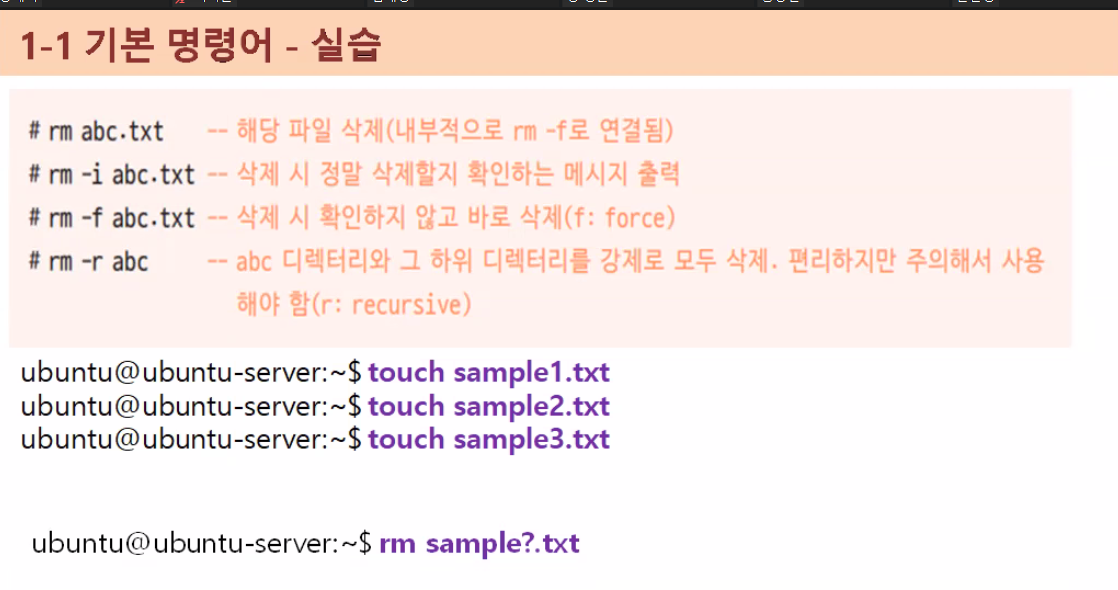 1-1 기본 명령어 - 실습
# rm abc.txt -- 해당 파일 삭제(내부적으로 rm -f로 연결됨)
# rm -i abc.txt -- 삭제 시 정말 삭제할지 확인하는 메시지 출력
# rm -f abc.txt -- 삭제 시 확인하지 않고 바로 삭제(f: force)
# rm -r abc -- abc 디렉터리와 그 하위 디렉터리를 강제로 모두 삭제. 편리하지만 주의해서 사용
해야 함(r: recursive)
ubuntu@ubuntu-server:~$ touch sample1.txt
ubuntu@ubuntu-server:~$ touch sample2.txt
ubuntu@ubuntu-server:~$ touch sample3.txt
ubuntu@ubuntu-server:~$ rm sample?.txt